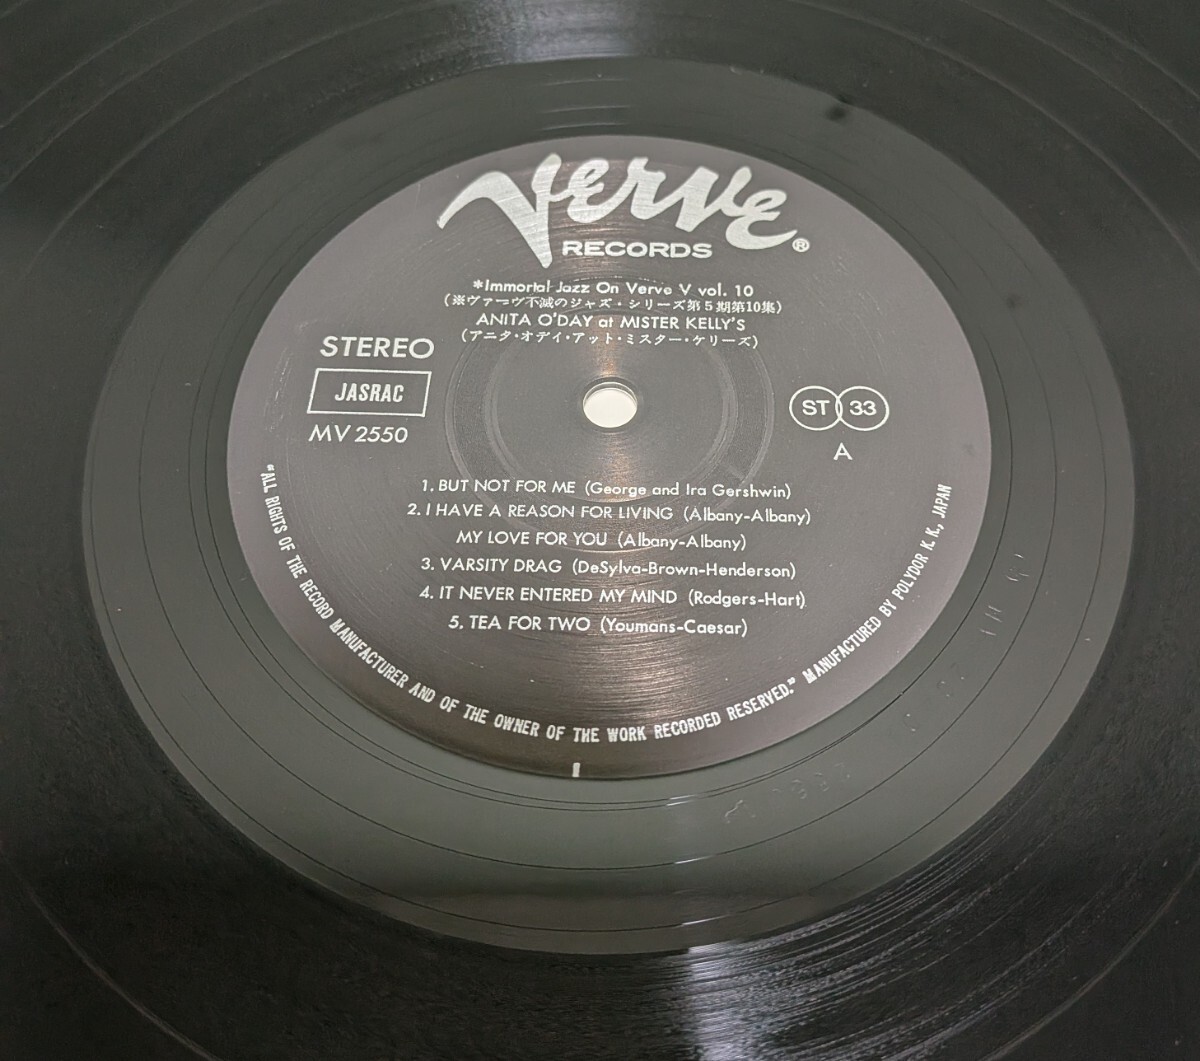 Verve
RECORDS ®
*Immortal Jazz On Verve V vol. 10
(※ヴァーヴ不滅のジャズ・シリーズ第5期第10集)
ANITA O'DAY at MISTER KELLY'S
(アニタ・オデイ・アット・ミスター・ケリーズ)
STEREO
JASRAC
MV 2550
ST 33
A
1. BUT NOT FOR ME (George and Ira Gershwin)
2. I HAVE A REASON FOR LIVING (Albany-Albany)
MY LOVE FOR YOU (Albany-Albany)
3. VARSITY DRAG (DeSylva-Brown-Henderson)
4. IT NEVER ENTERED MY MIND (Rodgers-Hart)
5. TEA FOR TWO (Youmans-Caesar)
"ALL RIGHTS OF THE RECORD MANUFACTURER AND OF THE OWNER OF THE WORK RECORDED RESERVED." MANUFACTURED BY POLYDOR K. K., JAPAN